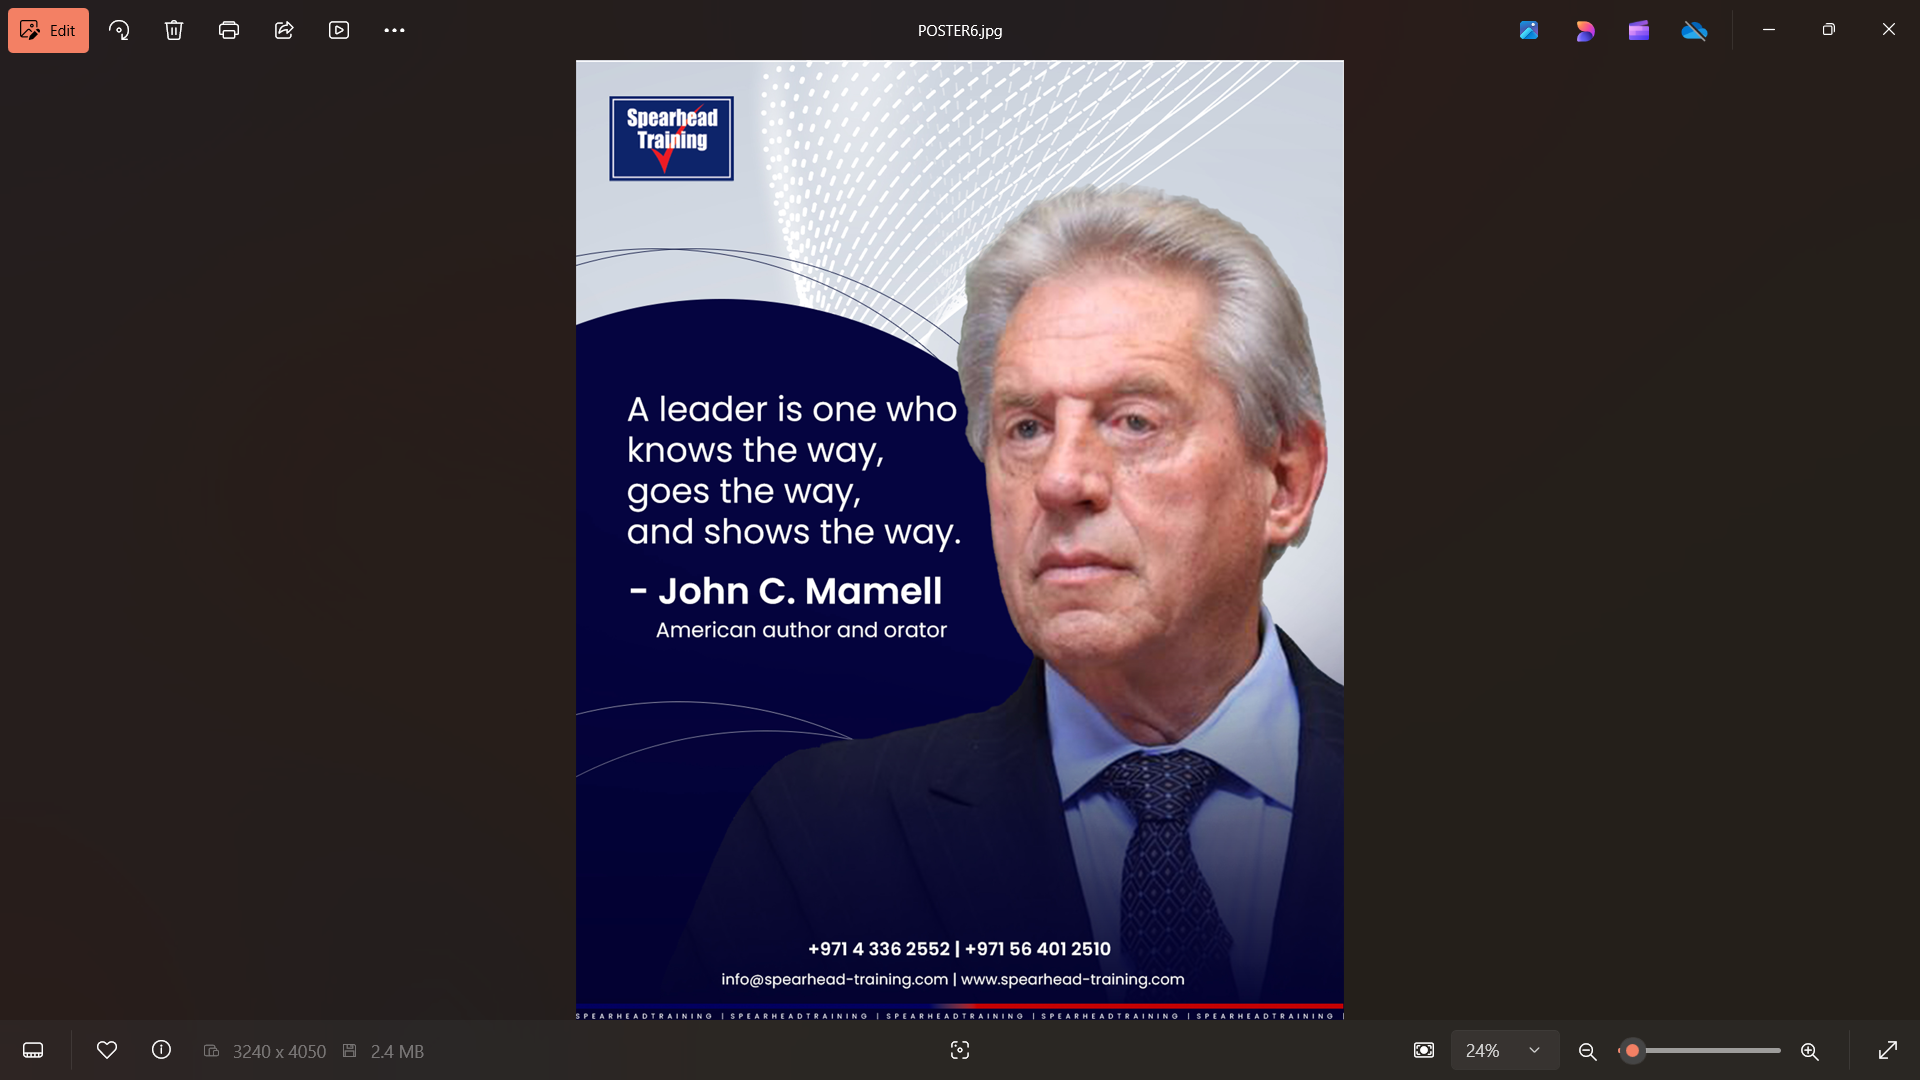 Edit
POSTER6.jpg
Spearhead
Training
A leader is one who
knows the way,
goes the way,
and shows the way.
- John C. Mamell
American author and orator
+971 4 336 2552 | +971 56 401 2510
info@spearhead-training.com | www.spearhead-training.com
SPEARHEADTRAINING | SPEARHEADTRAINING | SPEARHEADTRAINING | SPEARHEADTRAINING | SPEARHEADTRAINING |
3240 x 4050
2.4 MB
24%